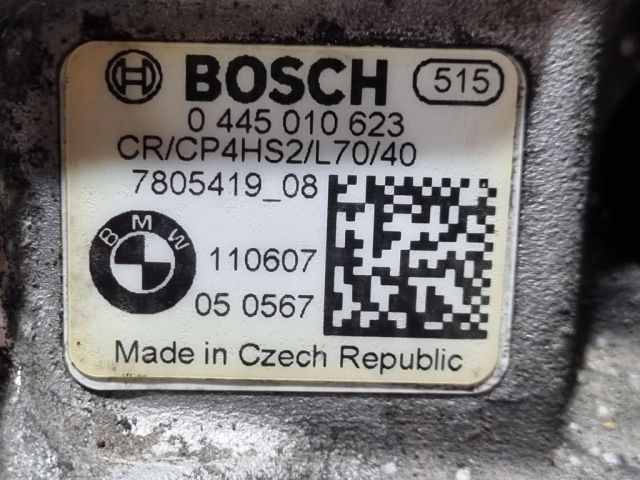 BOSCH 515
0 445 010 623
CR/CP4HS2/L70/40
7805419_08
BMW
110607
05 0567
Made in Czech Republic